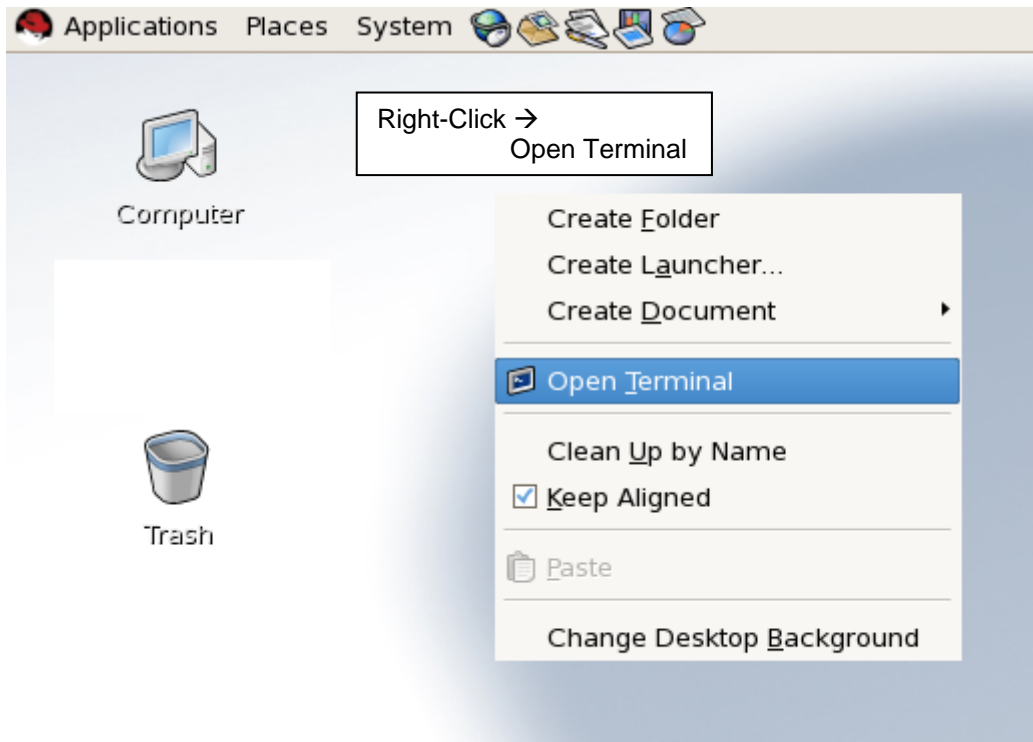 Applications Places System
Right-Click →
Open Terminal
Computer
Create Folder
Create Launcher...
Create Document
Open Terminal
Clean Up by Name
Keep Aligned
Trash
Paste
Change Desktop Background